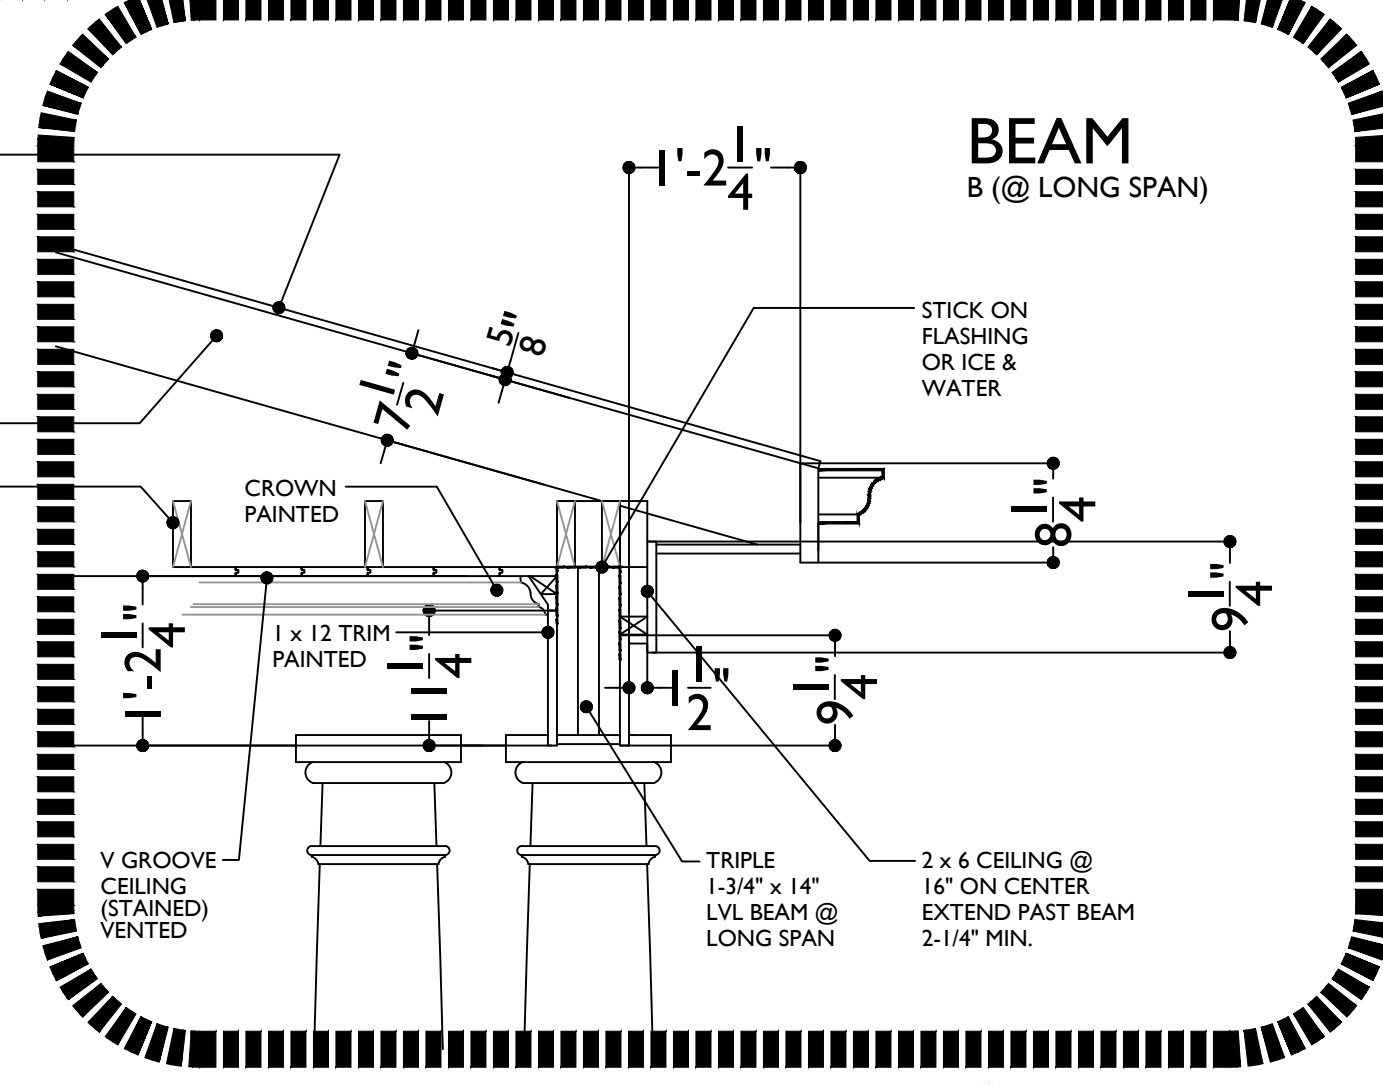 BEAM
B (@ LONG SPAN)
1'-2 1/4"
STICK ON
FLASHING
OR ICE &
WATER
5/8"
7 1/2"
CROWN
PAINTED
8 1/4"
9 1/4"
1'-2 1/4"
1 x 12 TRIM
PAINTED
11 1/4"
1 1/2"
9 1/4"
V GROOVE
CEILING
(STAINED)
VENTED
TRIPLE
1-3/4" x 14"
LVL BEAM @
LONG SPAN
2 x 6 CEILING @
16" ON CENTER
EXTEND PAST BEAM
2-1/4" MIN.